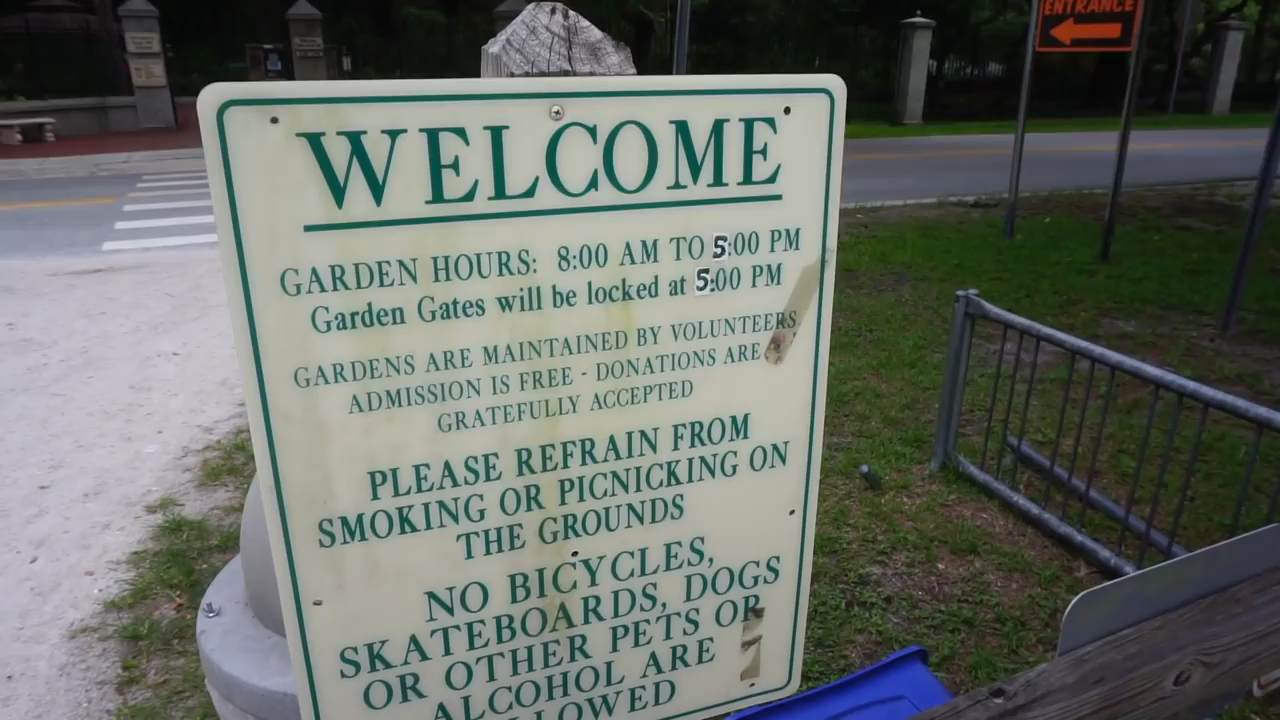 ENTRANCE
WELCOME
GARDEN HOURS: 8:00 AM TO 5:00 PM
Garden Gates will be locked at 5:00 PM
GARDENS ARE MAINTAINED BY VOLUNTEERS
ADMISSION IS FREE - DONATIONS ARE
GRATEFULLY ACCEPTED
PLEASE REFRAIN FROM
SMOKING OR PICNICKING ON
THE GROUNDS
NO BICYCLES,
SKATEBOARDS, DOGS
OR OTHER PETS OR
ALCOHOL ARE
LOWED